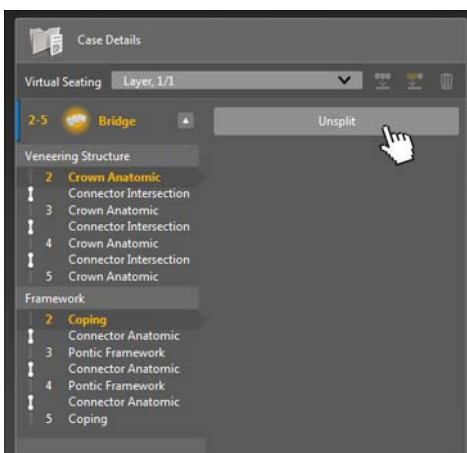 Case Details
Virtual Seating Layer, 1/1
2-5 Bridge
Unsplit
Veneering Structure
2 Crown Anatomic
Connector Intersection
3 Crown Anatomic
Connector Intersection
4 Crown Anatomic
Connector Intersection
5 Crown Anatomic
Framework
2 Coping
Connector Anatomic
3 Pontic Framework
Connector Anatomic
4 Pontic Framework
Connector Anatomic
5 Coping